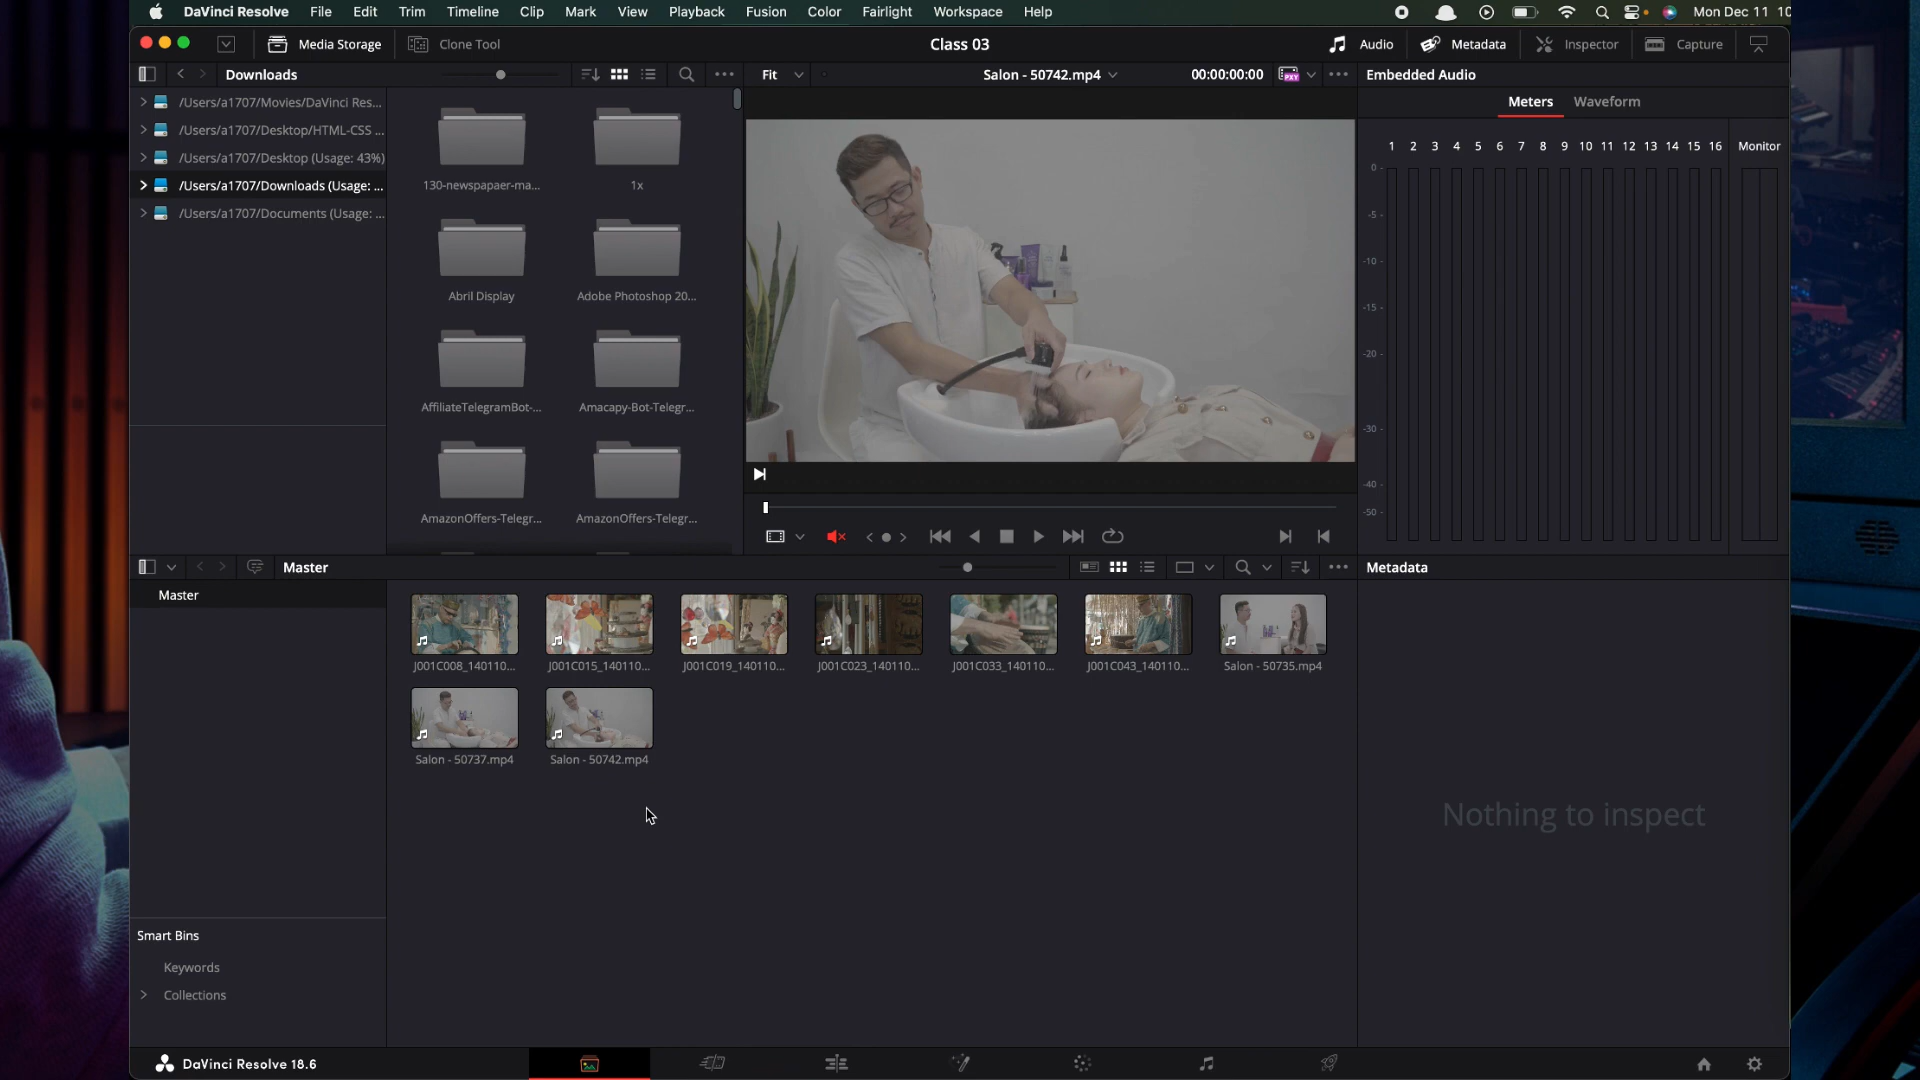 DaVinci Resolve File Edit Trim Timeline Clip Mark View Playback Fusion Color Fairlight Workspace Help Mon Dec 11 10
Media Storage Clone Tool Class 03 Audio Metadata Inspector Capture
Downloads Fit Salon - 50742.mp4 00:00:00:00 PXY Embedded Audio
/Users/a1707/Movies/DaVinci Res...
/Users/a1707/Desktop/HTML-CSS ...
/Users/a1707/Desktop (Usage: 43%)
/Users/a1707/Downloads (Usage: ...
/Users/a1707/Documents (Usage: ...
130-newspapaer-ma... 1x
Abril Display Adobe Photoshop 20...
AffiliateTelegramBot-... Amacapy-Bot-Telegr...
AmazonOffers-Telegr... AmazonOffers-Telegr...
Meters Waveform
1 2 3 4 5 6 7 8 9 10 11 12 13 14 15 16 Monitor
0
-5
-10
-15
-20
-30
-40
-50
Master Metadata
Master
J001C008_140110... J001C015_140110... J001C019_140110... J001C023_140110... J001C033_140110... J001C043_140110... Salon - 50735.mp4
Salon - 50737.mp4 Salon - 50742.mp4
Nothing to inspect
Smart Bins
Keywords
Collections
DaVinci Resolve 18.6